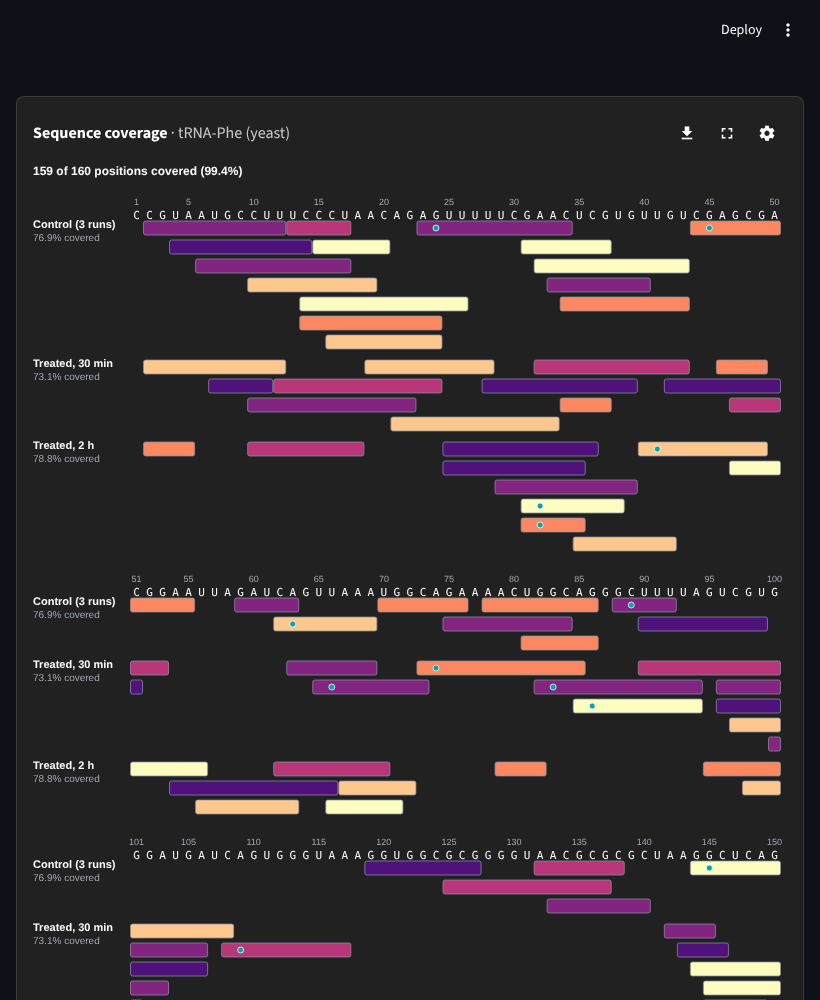 Deploy
Sequence coverage · tRNA-Phe (yeast)
159 of 160 positions covered (99.4%)
1 5 10 15 20 25 30 35 40 45 50
C C G U A A U G C C U U U C C C U A A C A G A G U U U U U C G A A C U C G U G U U G U C G A G C G A
Control (3 runs)
76.9% covered
Treated, 30 min
73.1% covered
Treated, 2 h
78.8% covered
51 55 60 65 70 75 80 85 90 95 100
C G G A A U U A G A U C A G U U A A A U G G C A G A A A C U G G C A G G G C U U A U U A A U C G U G
Control (3 runs)
76.9% covered
Treated, 30 min
73.1% covered
Treated, 2 h
78.8% covered
101 105 110 115 120 125 130 135 140 145 150
G G A U G A U C A G U G G G U A A A G G U G G C G C G G G G U A A C G C G C G C U A A G G C U C A G
Control (3 runs)
76.9% covered
Treated, 30 min
73.1% covered